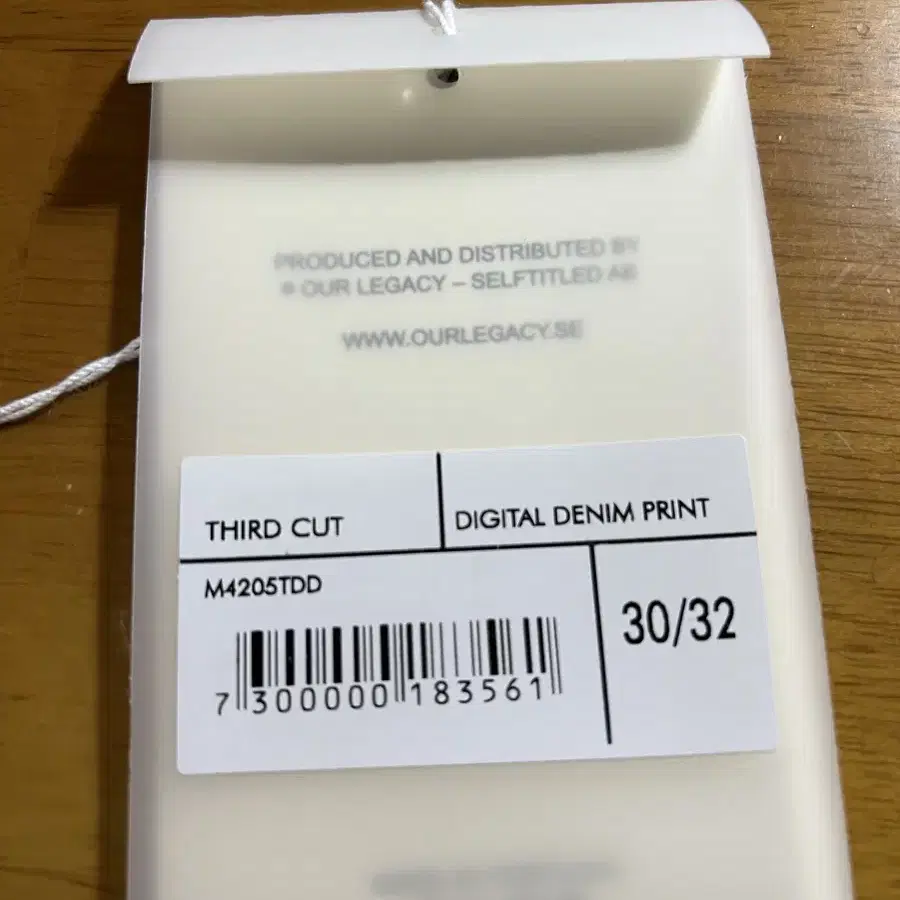 PRODUCED AND DISTRIBUTED BY
® OUR LEGACY – SELFTITLED AB
WWW.OURLEGACY.SE
THIRD CUT
DIGITAL DENIM PRINT
M4205TDD
30/32
7 300000 183561